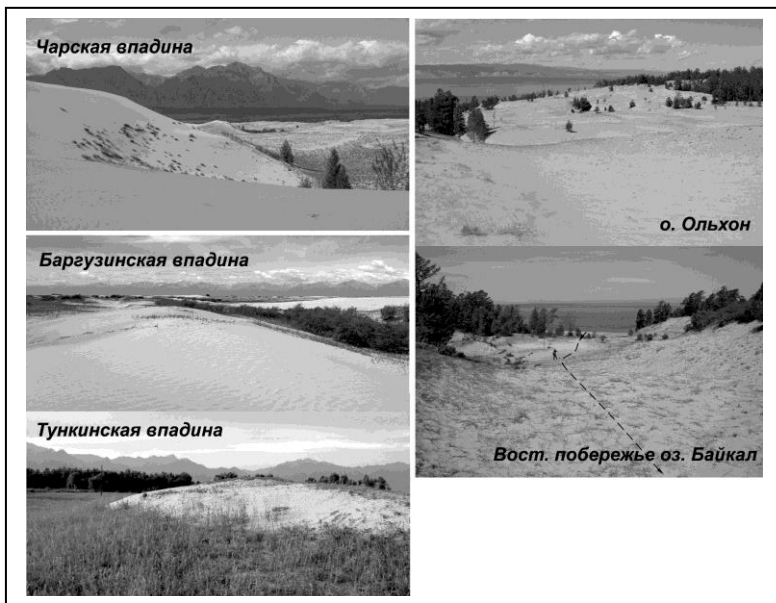 Чарская впадина
Баргузинская впадина
Тункинская впадина
о. Ольхон
Вост. побережье оз. Байкал